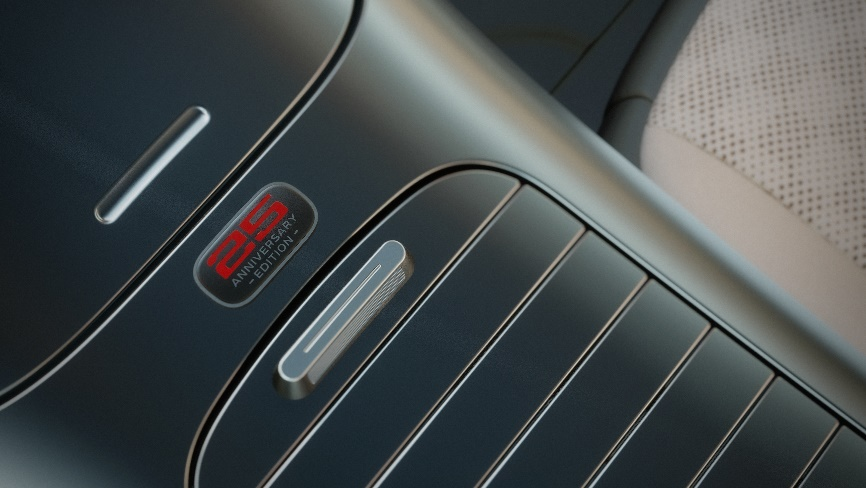 25
ANNIVERSARY
- EDITION -